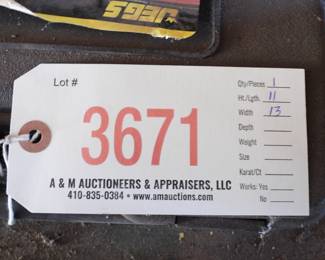 JEGS
Lot #
3671
A & M AUCTIONEERS & APPRAISERS, LLC
410-835-0384 • www.amauctions.com
Qty/Pieces 1
Ht./Lgth. 11
Width 13
Depth
Weight
Size
Karat/Ct
Works: Yes
No